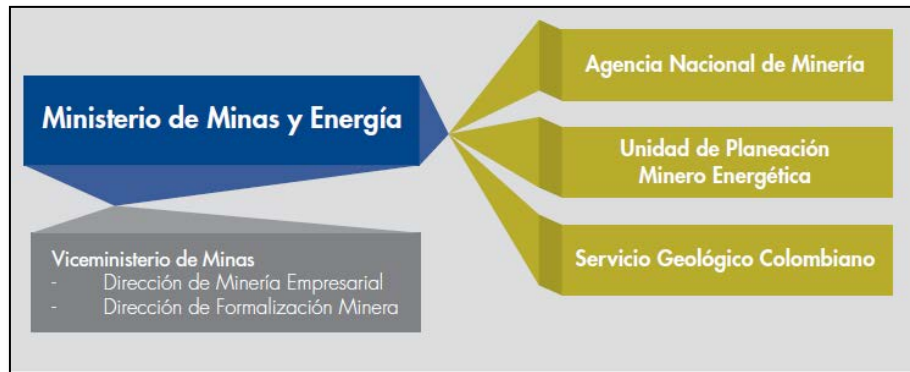 Ministerio de Minas y Energía
Viceministerio de Minas
- Dirección de Minería Empresarial
- Dirección de Formalización Minera
Agencia Nacional de Minería
Unidad de Planeación
Minero Energética
Servicio Geológico Colombiano